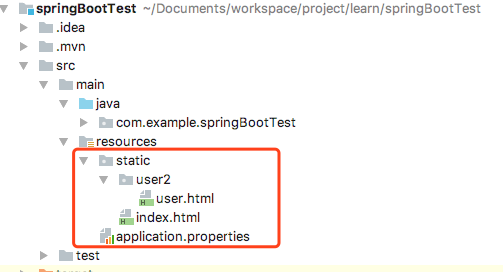 springBootTest ~/Documents/workspace/project/learn/springBootTest
.idea
.mvn
src
main
java
com.example.springBootTest
resources
static
user2
user.html
index.html
application.properties
test